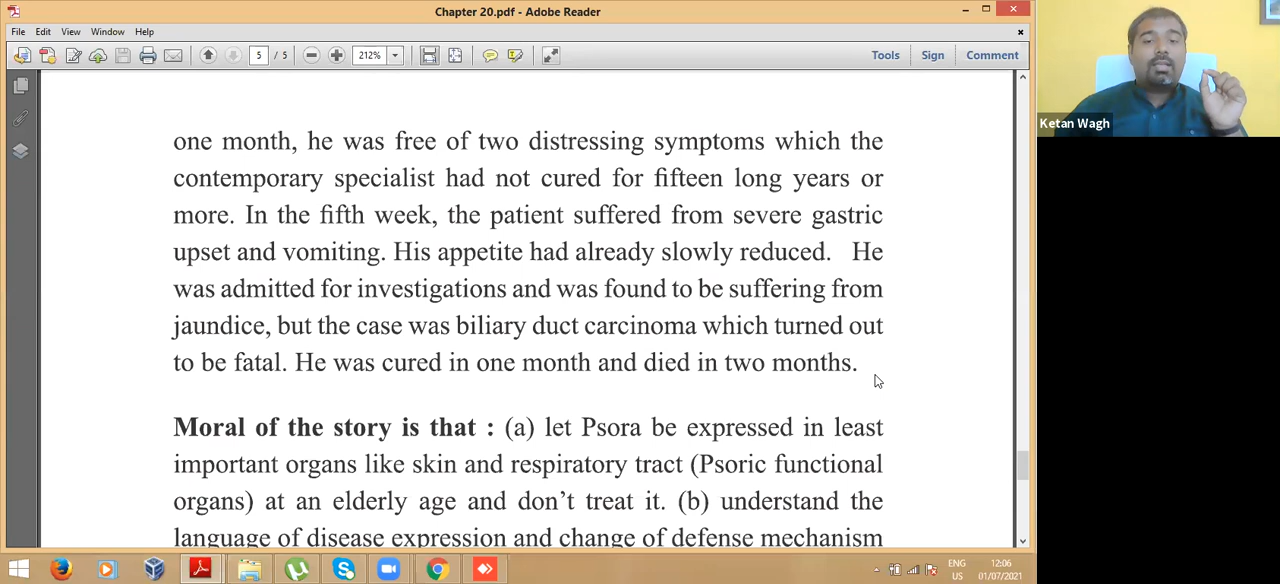 Chapter 20.pdf - Adobe Reader
File Edit View Window Help
5 / 5 212% Tools Sign Comment
Ketan Wagh
one month, he was free of two distressing symptoms which the
contemporary specialist had not cured for fifteen long years or
more. In the fifth week, the patient suffered from severe gastric
upset and vomiting. His appetite had already slowly reduced. He
was admitted for investigations and was found to be suffering from
jaundice, but the case was biliary duct carcinoma which turned out
to be fatal. He was cured in one month and died in two months.
Moral of the story is that : (a) let Psora be expressed in least
important organs like skin and respiratory tract (Psoric functional
organs) at an elderly age and don't treat it. (b) understand the
language of disease expression and change of defense mechanism
ENG 12:06
US 01/07/2021